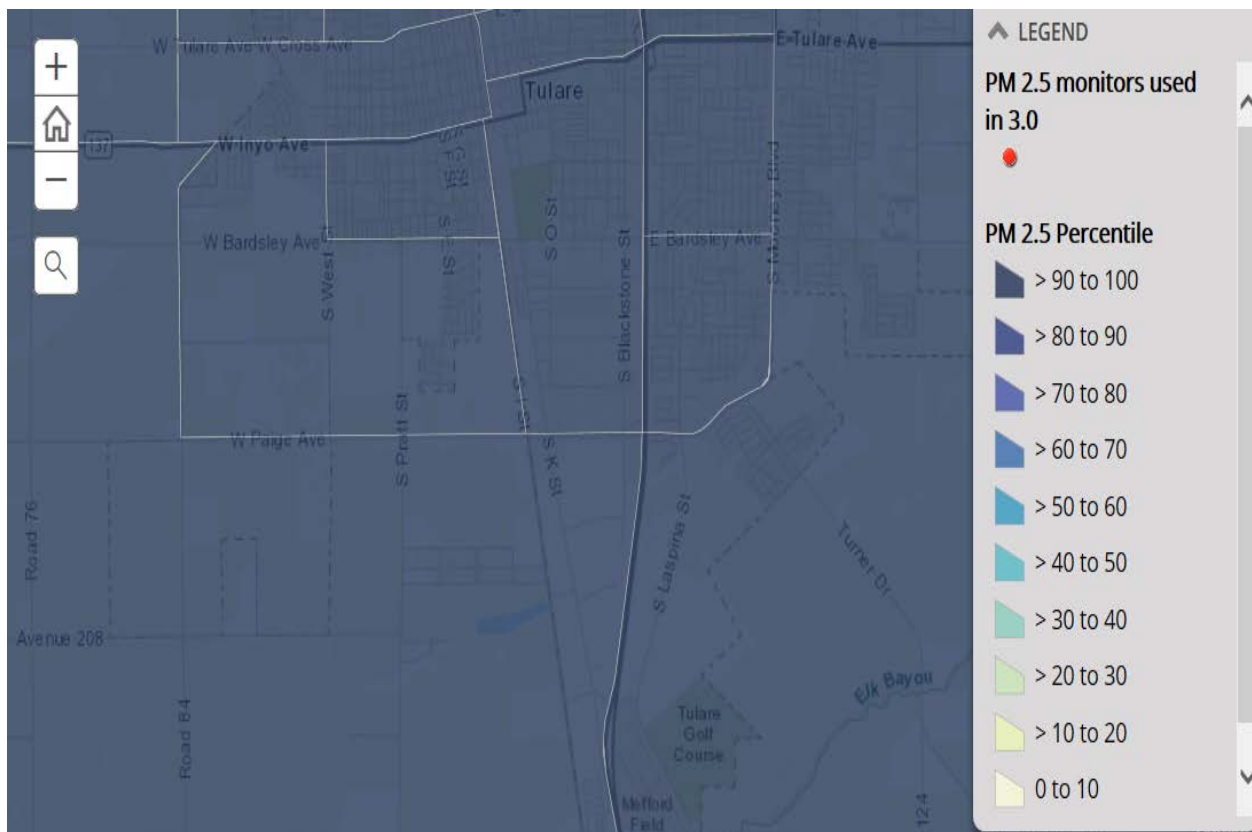 W Tulare Ave
W Cross Ave
E Tulare Ave
Tulare
137
W Inyo Ave
S F St
S G St
S O St
S Mooney Blvd
W Bardsley Ave
E Bardsley Ave
S West St
S E St
S Blackstone St
S I St
W Paige Ave
S Pratt St
S K St
Road 76
S Laspina St
Turner Dr
Avenue 208
Elk Bayou
Road 84
Tulare
Golf
Course
Mefford
Field
124
+
−
LEGEND
PM 2.5 monitors used
in 3.0
PM 2.5 Percentile
> 90 to 100
> 80 to 90
> 70 to 80
> 60 to 70
> 50 to 60
> 40 to 50
> 30 to 40
> 20 to 30
> 10 to 20
0 to 10